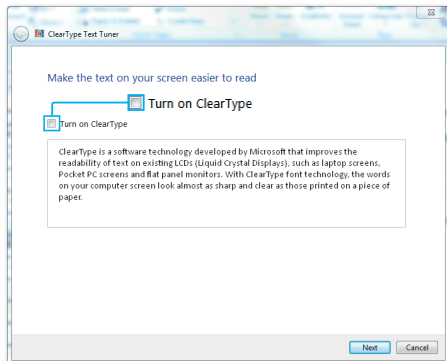 ClearType Text Tuner
Make the text on your screen easier to read
Turn on ClearType
Turn on ClearType
ClearType is a software technology developed by Microsoft that improves the
readability of text on existing LCDs (Liquid Crystal Displays), such as laptop screens,
Pocket PC screens and flat panel monitors. With ClearType font technology, the words
on your computer screen look almost as sharp and clear as those printed on a piece of
paper.
Next Cancel